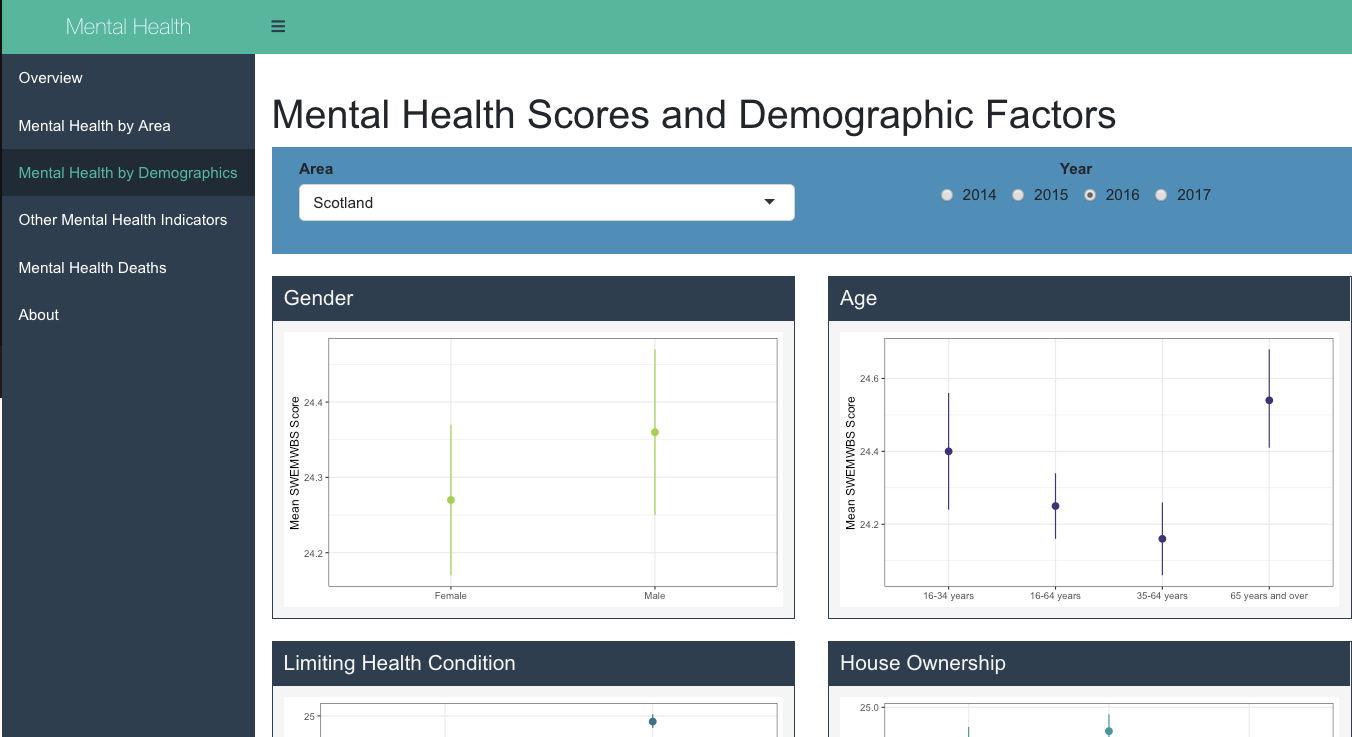 Mental Health
Overview
Mental Health by Area
Mental Health by Demographics
Other Mental Health Indicators
Mental Health Deaths
About
Mental Health Scores and Demographic Factors
Area
Scotland
Year
2014 2015 2016 2017
Gender
Mean SWEMWBS Score
24.4
24.3
24.2
Female Male
Age
Mean SWEMWBS Score
24.6
24.4
24.2
16-34 years 16-64 years 35-64 years 65 years and over
Limiting Health Condition
25
House Ownership
25.0